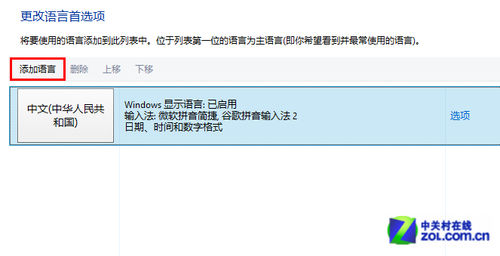 更改语言首选项
将要使用的语言添加到此列表中。位于列表第一位的语言为主语言(即你希望看到并最常使用的语言)。
添加语言 删除 上移 下移
中文(中华人民共和国)
Windows 显示语言: 已启用
输入法: 微软拼音简捷, 谷歌拼音输入法 2
日期、时间和数字格式
选项
中关村在线
zol.com.cn